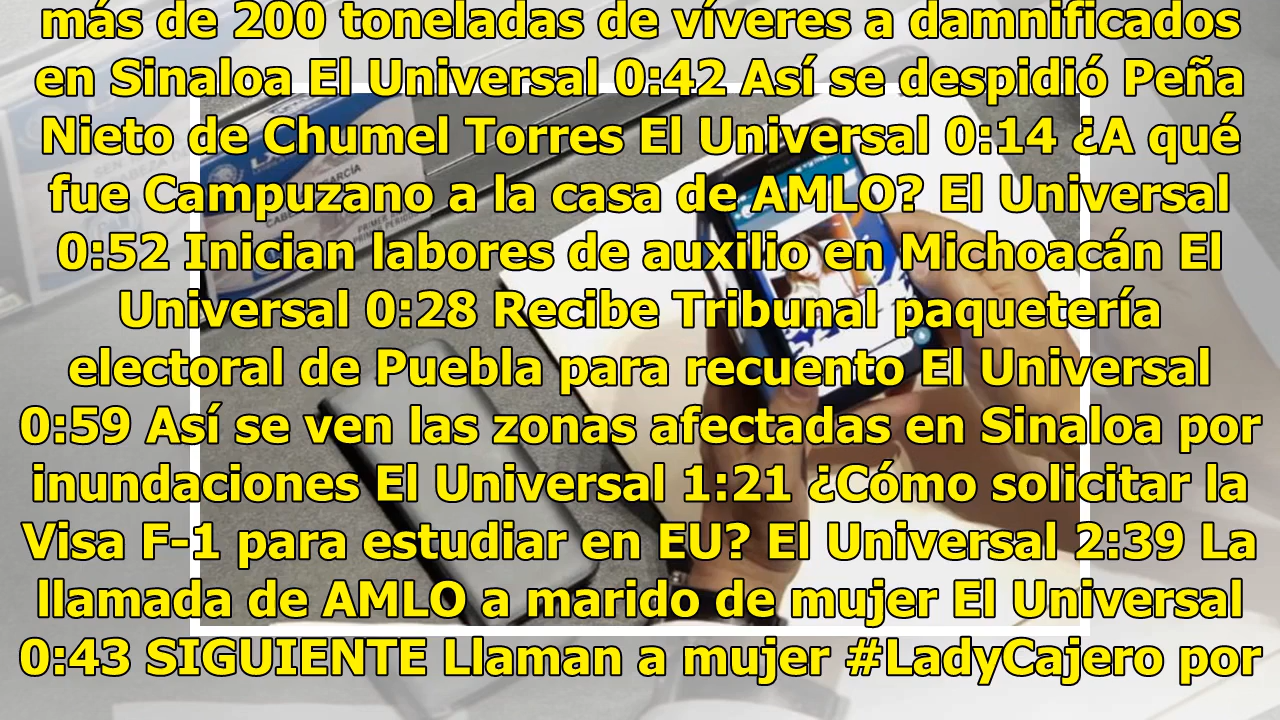 más de 200 toneladas de víveres a damnificados
en Sinaloa El Universal 0:42 Así se despidió Peña
Nieto de Chumel Torres El Universal 0:14 ¿A qué
fue Campuzano a la casa de AMLO? El Universal
0:52 Inician labores de auxilio en Michoacán El
Universal 0:28 Recibe Tribunal paquetería
electoral de Puebla para recuento El Universal
0:59 Así se ven las zonas afectadas en Sinaloa por
inundaciones El Universal 1:21 ¿Cómo solicitar la
Visa F-1 para estudiar en EU? El Universal 2:39 La
llamada de AMLO a marido de mujer El Universal
0:43 SIGUIENTE Llaman a mujer #LadyCajero por